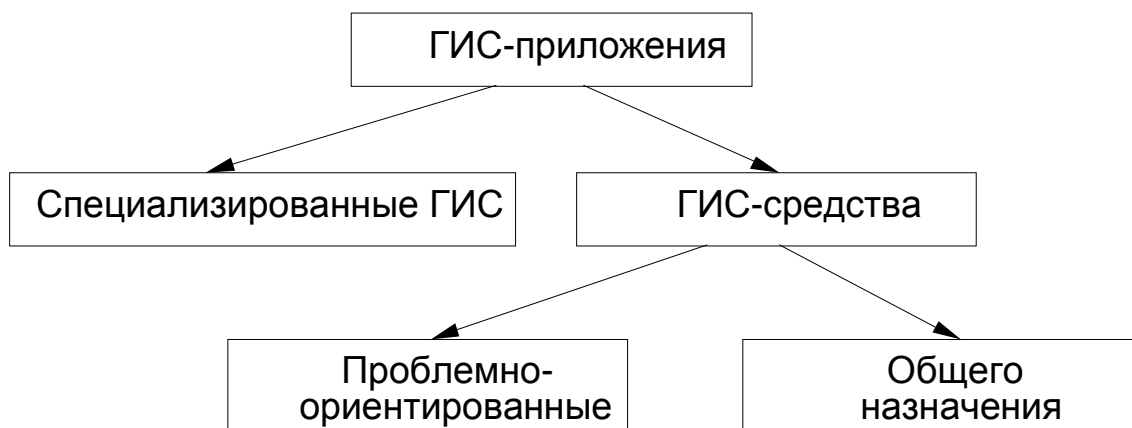 ГИС-приложения
Специализированные ГИС
ГИС-средства
Проблемно-
ориентированные
Общего
назначения